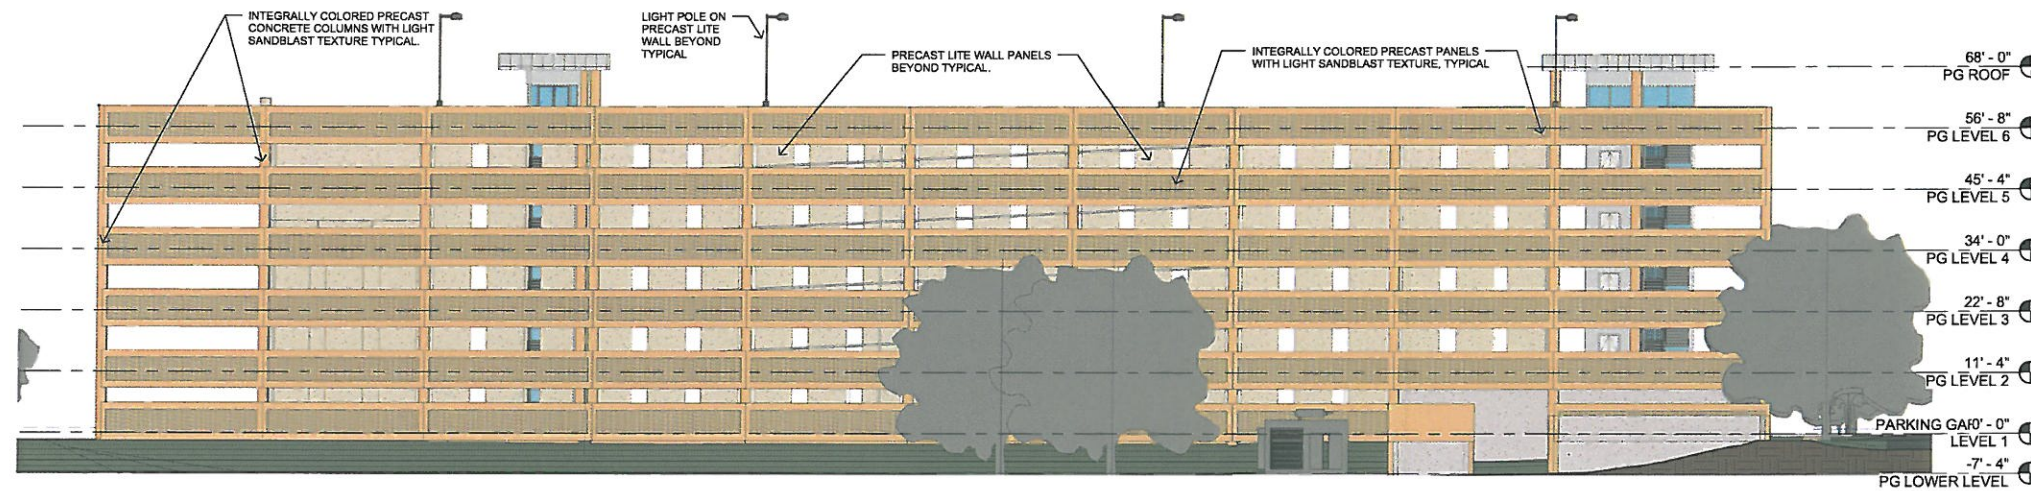 INTEGRALLY COLORED PRECAST
CONCRETE COLUMNS WITH LIGHT
SANDBLAST TEXTURE TYPICAL.
LIGHT POLE ON
PRECAST LITE
WALL BEYOND
TYPICAL
PRECAST LITE WALL PANELS
BEYOND TYPICAL.
INTEGRALLY COLORED PRECAST PANELS
WITH LIGHT SANDBLAST TEXTURE, TYPICAL
68' - 0"
PG ROOF
56' - 8"
PG LEVEL 6
45' - 4"
PG LEVEL 5
34' - 0"
PG LEVEL 4
22' - 8"
PG LEVEL 3
11' - 4"
PG LEVEL 2
PARKING GAR0' - 0"
LEVEL 1
-7' - 4"
PG LOWER LEVEL